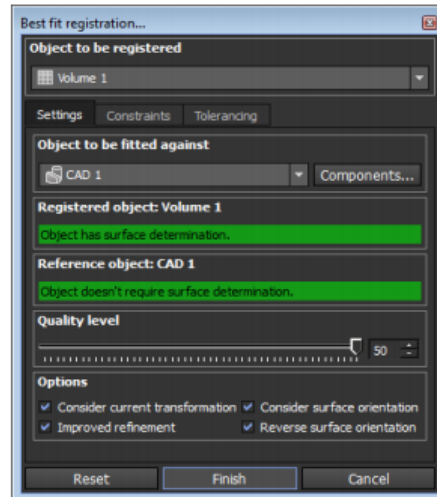 Best fit registration...
Object to be registered
Volume 1
Settings Constraints Tolerancing
Object to be fitted against
CAD 1 Components...
Registered object: Volume 1
Object has surface determination.
Reference object: CAD 1
Object doesn't require surface determination.
Quality level
50
Options
Consider current transformation Consider surface orientation
Improved refinement Reverse surface orientation
Reset Finish Cancel